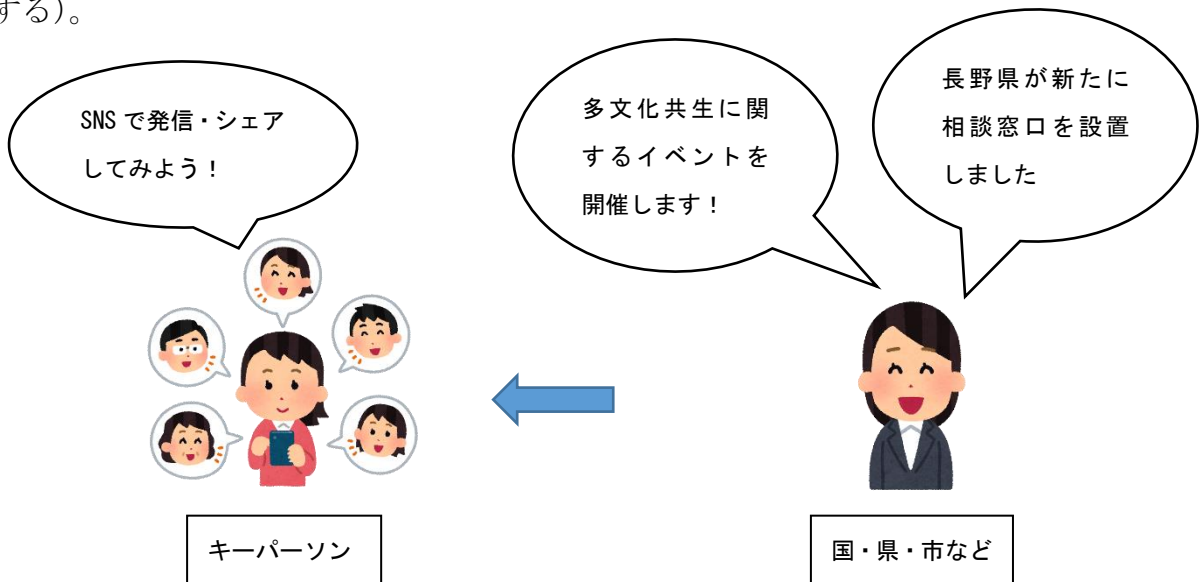 する)。
SNS で発信・シェア
してみよう！
多文化共生に関
するイベントを
開催します！
長野県が新たに
相談窓口を設置
しました
キーパーソン
国・県・市など